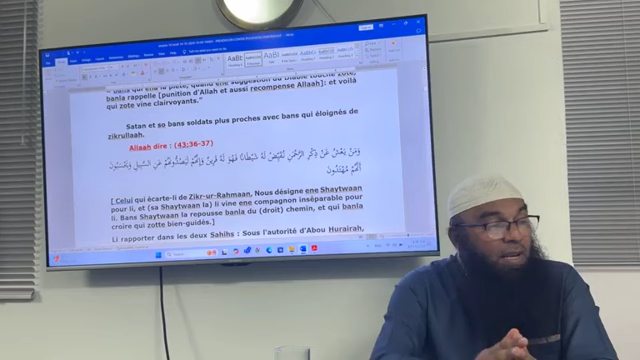 banla rappelle [punition d'Allah et aussi recompense Allaah]: et voilà
qui zote vine clairvoyants."
Satan et so bans soldats plus proches avec bans qui éloignés de
zikrullaah.
Allaah dire : (43:36-37)
وَمَن يَعْشُ عَن ذِكْرِ الرَّحْمَٰنِ نُقَيِّضْ لَهُ شَيْطَانًا فَهُوَ لَهُ قَرِينٌ وَإِنَّهُمْ لَيَصُدُّونَهُمْ عَنِ السَّبِيلِ وَيَحْسَبُونَ
أَنَّهُم مُّهْتَدُونَ
[ Celui qui écarte-li de Zikr-ur-Rahmaan, Nous désigne ene Shaytwaan
pour li, et (sa Shaytwaan la) li vine ene compagnon inséparable pour
li. Bans Shaytwaan la repousse banla du (droit) chemin, et qui banla
croire qui zotte bien-guidés.]
Li rapporter dans les deux Sahîhs : Sous l'autorité d'Abou Hurairah,